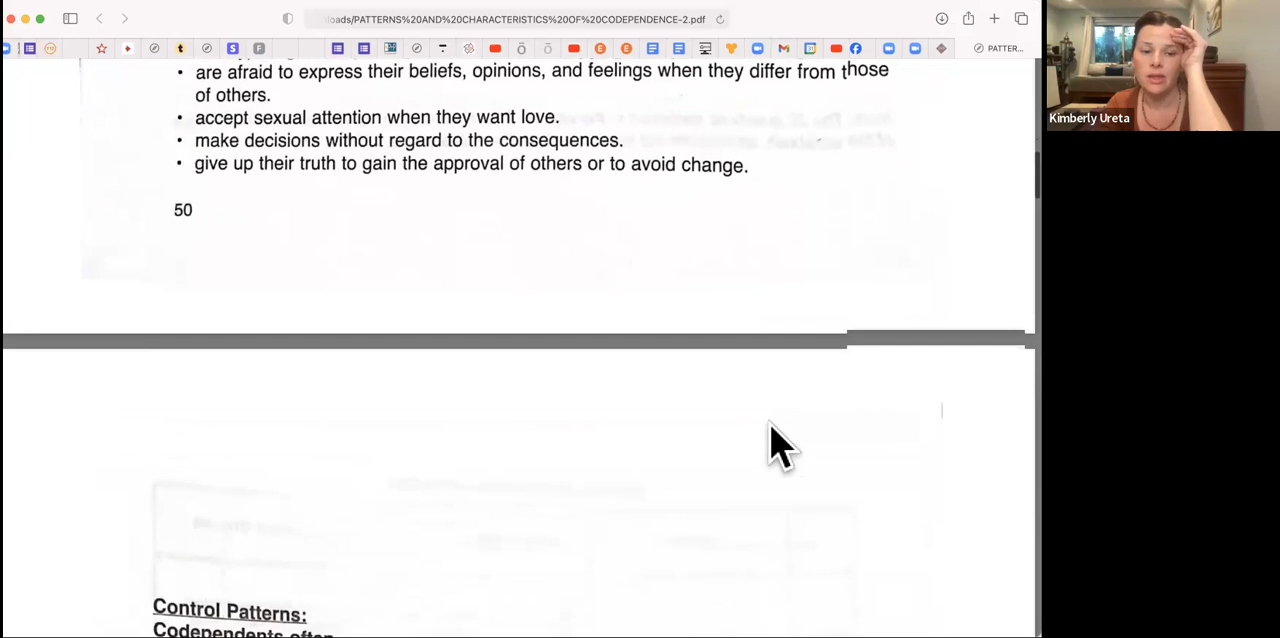 loads/PATTERNS%20AND%20CHARACTERISTICS%20OF%20CODEPENDENCE-2.pdf
PATTER...
are afraid to express their beliefs, opinions, and feelings when they differ from those
of others.
accept sexual attention when they want love.
make decisions without regard to the consequences.
give up their truth to gain the approval of others or to avoid change.
50
Control Patterns:
Codependents often
Kimberly Ureta